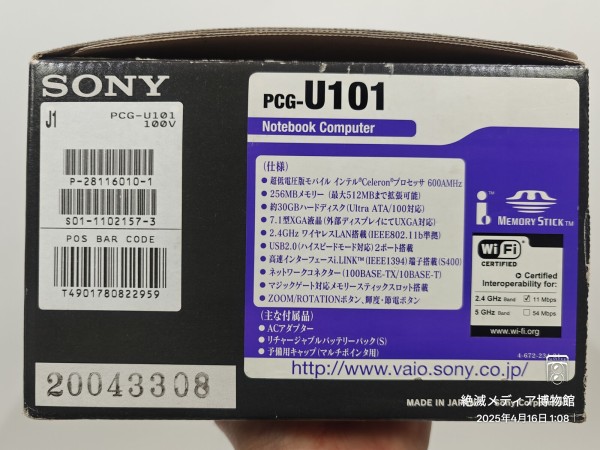 SONY
J1 PCG-U101
100V
P-28116010-1
S01-1102157-3
POS BAR CODE
T4901780822959
20043308
PCG-U101
Notebook Computer
(仕様)
● 超低電圧版モバイル インテル®Celeron®プロセッサ 600AMHz
● 256MBメモリー(最大512MBまで拡張可能)
● 約30GBハードディスク(Ultra ATA/100対応)
● 7.1型XGA液晶(外部ディスプレイにてUXGA対応)
● 2.4GHz ワイヤレスLAN搭載(IEEE802.11b準拠)
● USB2.0(ハイスピードモード対応)2ポート搭載
● 高速インターフェースi.LINK™(IEEE1394)端子搭載(S400)
● ネットワークコネクター(100BASE-TX/10BASE-T)
● マジックゲート対応メモリースティックスロット搭載
● ZOOM/ROTATIONボタン、輝度・節電ボタン
(主な付属品)
● ACアダプター
● リチャージャブルバッテリーパック(S)
● 予備用キャップ(マルチポインタ用)
http://www.vaio.sony.co.jp/
MEMORY STICK™
Wi Fi
CERTIFIED
Certified
Interoperability for:
2.4 GHz Band 11 Mbps
5 GHz Band 54 Mbps
www.wi-fi.org
MADE IN
Sony Corporation
絶滅メディア博物館
2025年4月16日 1:08